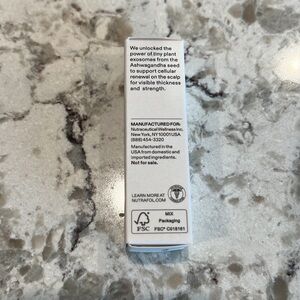 We unlocked the
power of tiny plant
exosomes from the
Ashwagandha seed
to support cellular
renewal on the scalp
for visible thickness
and strength.
MANUFACTURED FOR:
Nutraceutical Wellness Inc.
New York, NY 10001 USA
(888) 454-3320
Manufactured in the
USA from domestic and
imported ingredients.
Not for sale.
LEARN MORE AT
NUTRAFOL.COM
FSC
MIX
Packaging
FSC® C018161